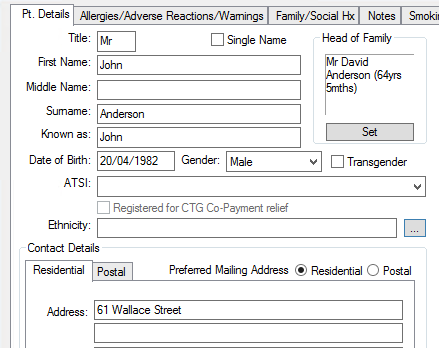 Pt. Details Allergies/Adverse Reactions/Warnings Family/Social Hx Notes Smokin
Title: Mr Single Name Head of Family
First Name: John Mr David
Anderson (64yrs
5mths)
Middle Name:
Surname: Anderson
Known as: John Set
Date of Birth: 20/04/1982 Gender: Male Transgender
ATSI:
Registered for CTG Co-Payment relief
Ethnicity: ...
Contact Details
Residential Postal Preferred Mailing Address Residential Postal
Address: 61 Wallace Street